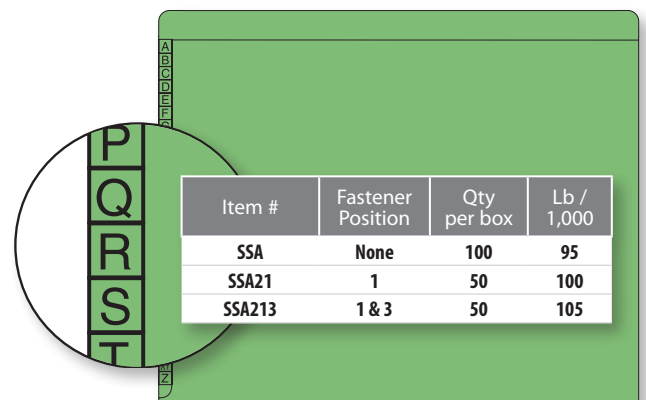 A
B
C
D
E
F
P
Q
R
S
T
Item # Fastener Position Qty per box Lb / 1,000
SSA None 100 95
SSA21 1 50 100
SSA213 1 & 3 50 105
Z